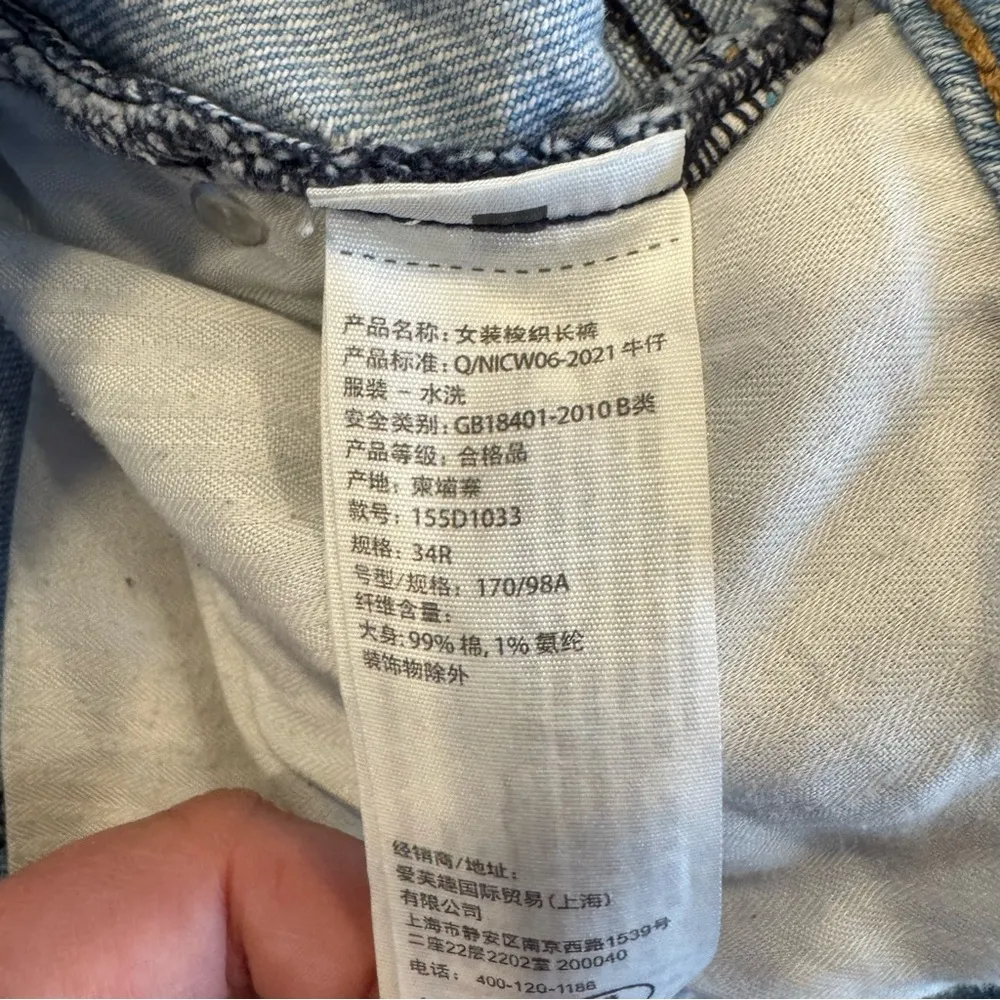 产品名称：女装梭织长裤
产品标准：Q/NICW06-2021 牛仔
服装 – 水洗
安全类别：GB18401-2010 B类
产品等级：合格品
产地：柬埔寨
款号：155D1033
规格：34R
号型/规格：170/98A
纤维含量：
大身：99% 棉, 1% 氨纶
装饰物除外
经销商/地址：
爱芙趣国际贸易(上海)
有限公司
上海市静安区南京西路1539号
二座22层2202室 200040
电话： 400-120-1186